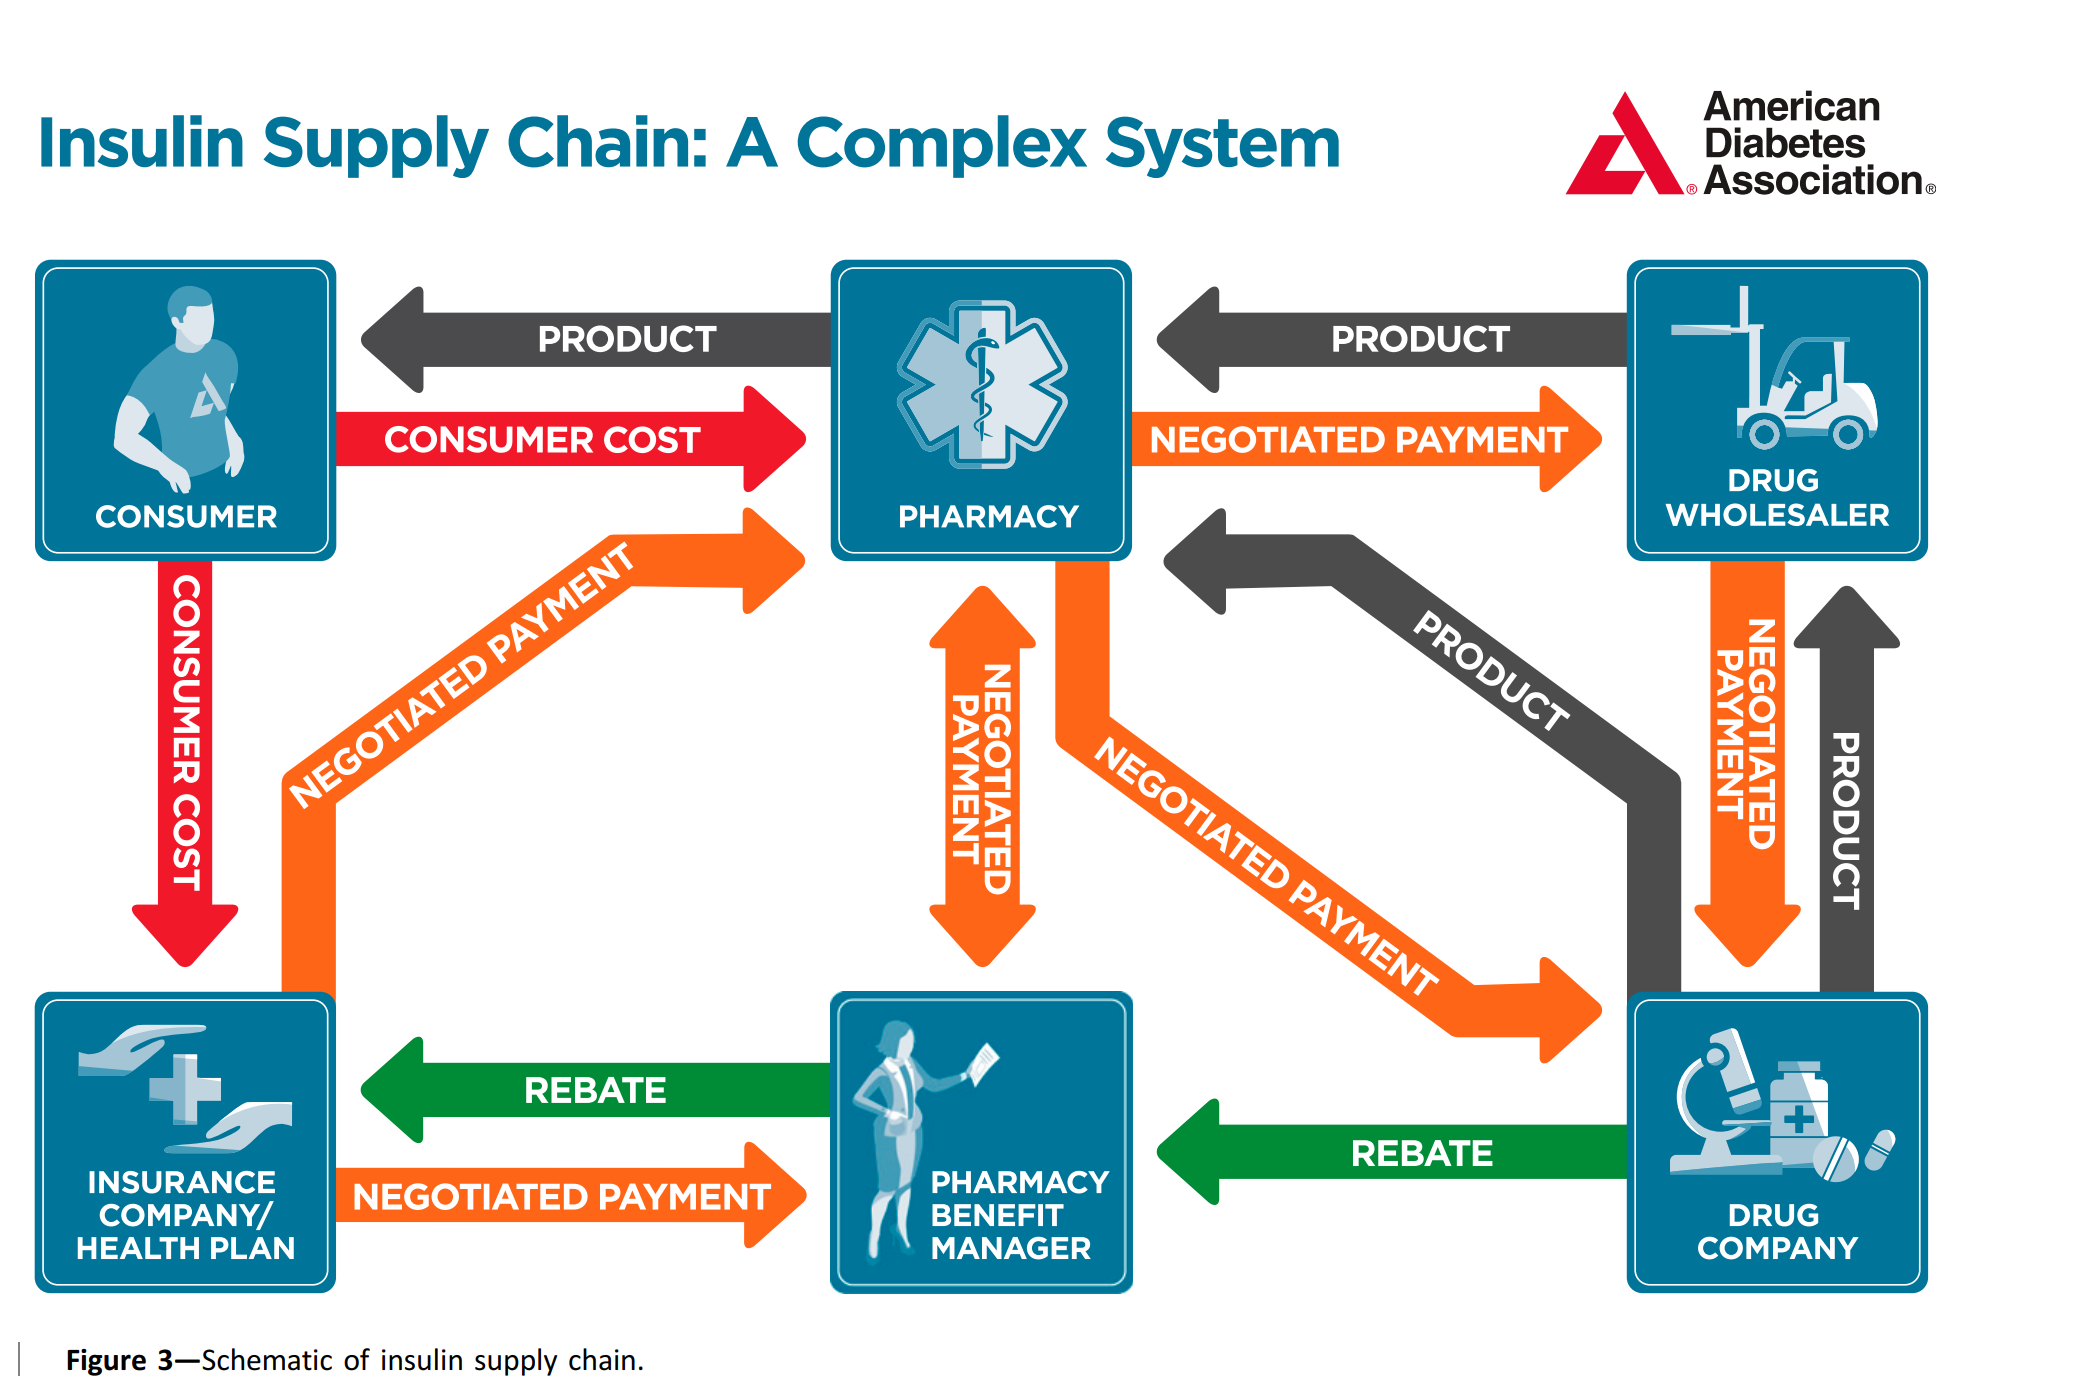 Insulin Supply Chain: A Complex System
American
Diabetes
Association®
®
PRODUCT
PRODUCT
CONSUMER COST
NEGOTIATED PAYMENT
CONSUMER
PHARMACY
DRUG
WHOLESALER
CONSUMER COST
NEGOTIATED PAYMENT
NEGOTIATED
PAYMENT
NEGOTIATED PAYMENT
PRODUCT
NEGOTIATED
PAYMENT
PRODUCT
REBATE
REBATE
NEGOTIATED PAYMENT
INSURANCE
COMPANY/
HEALTH PLAN
PHARMACY
BENEFIT
MANAGER
DRUG
COMPANY
Figure 3—Schematic of insulin supply chain.